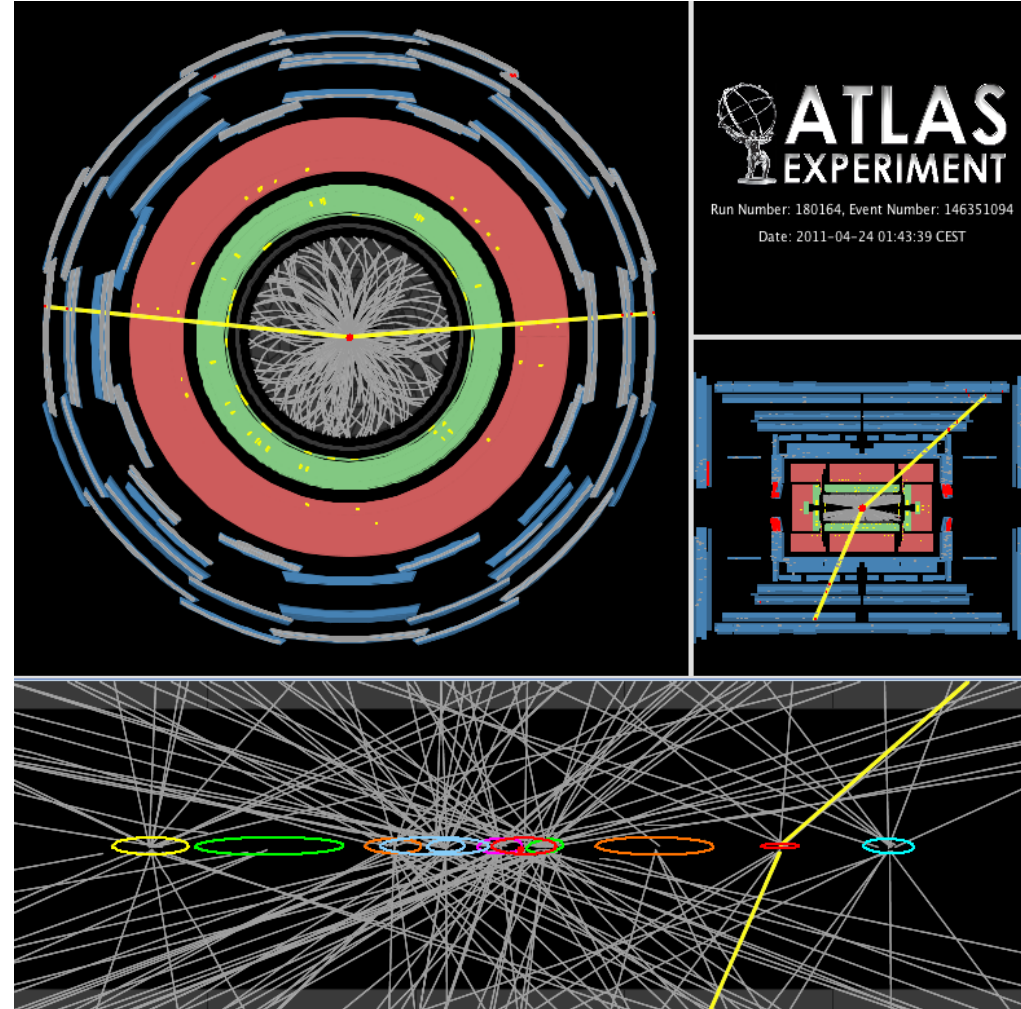 ATLAS
EXPERIMENT
Run Number: 180164, Event Number: 146351094
Date: 2011-04-24 01:43:39 CEST